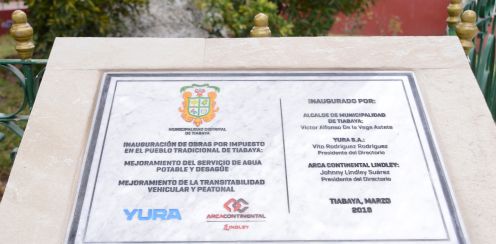 MUNICIPALIDAD DISTRITAL
DE TIABAYA
INAUGURACIÓN DE OBRAS POR IMPUESTO
EN EL PUEBLO TRADICIONAL DE TIABAYA:
MEJORAMIENTO DEL SERVICIO DE AGUA
POTABLE Y DESAGÜE
MEJORAMIENTO DE LA TRANSITABILIDAD
VEHICULAR Y PEATONAL
YURA
ARCACONTINENTAL
LINDLEY
INAUGURADO POR:
ALCALDE DE MUNICIPALIDAD
DE TIABAYA:
Víctor Alfonso De la Vega Astete
YURA S.A.:
Vito Rodríguez Rodríguez
Presidente del Directorio
ARCA CONTINENTAL LINDLEY:
Johnny Lindley Suárez
Presidente del Directorio
TIABAYA, MARZO
2018